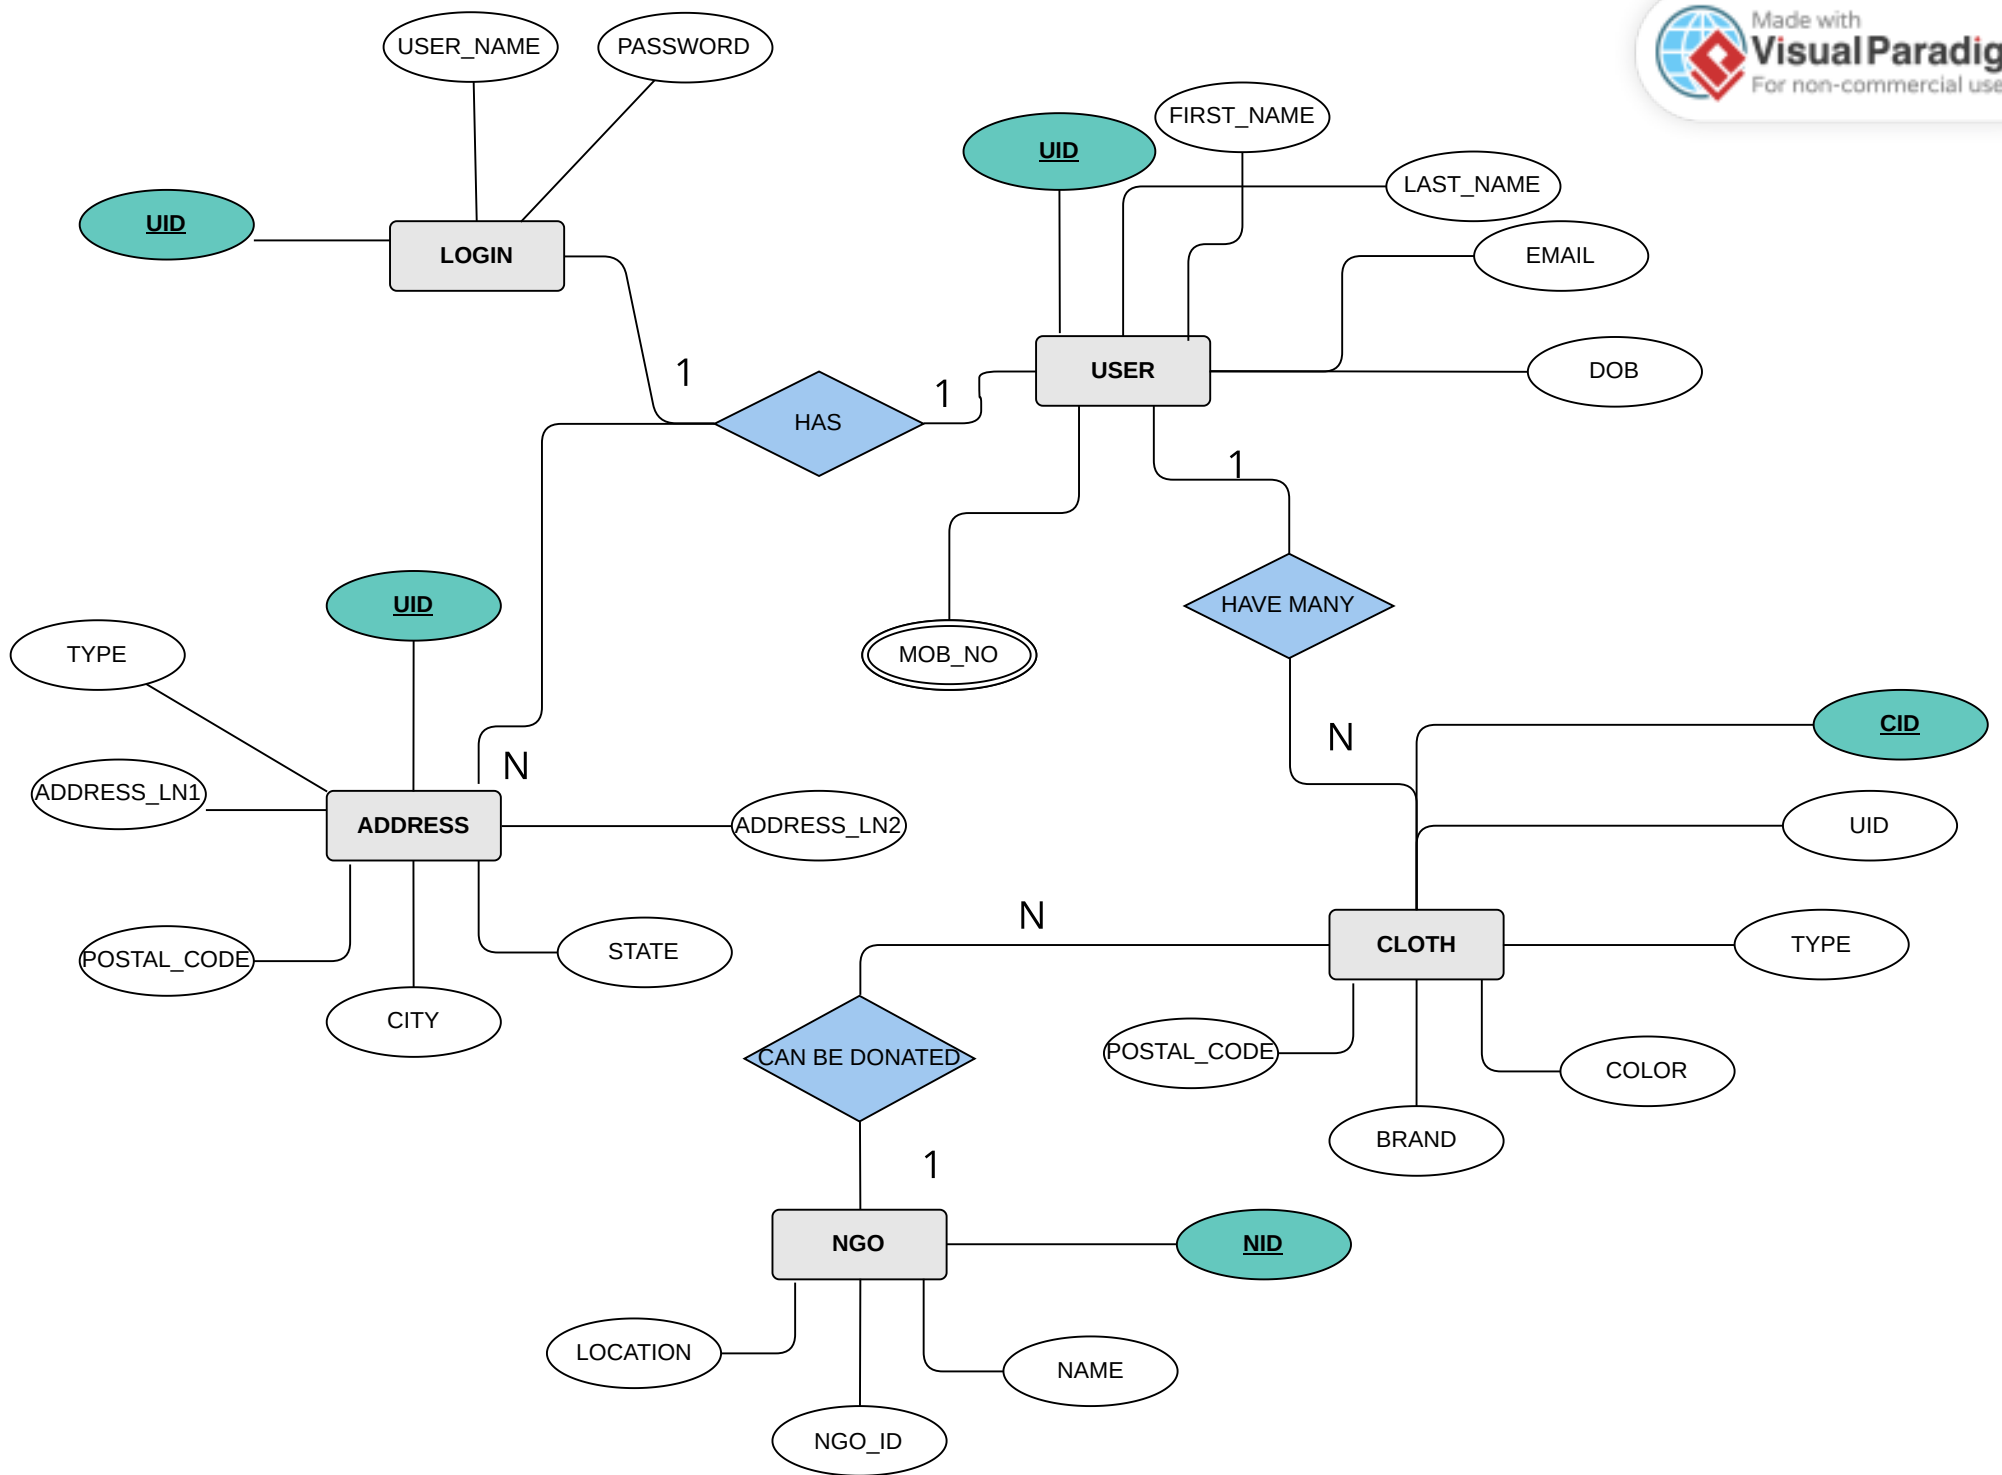 Made with
Visual Paradig
For non-commercial use
USER_NAME
PASSWORD
FIRST_NAME
UID
LAST_NAME
UID
EMAIL
LOGIN
USER
DOB
1
1
HAS
1
UID
HAVE MANY
TYPE
MOB_NO
CID
N
N
ADDRESS_LN1
ADDRESS
ADDRESS_LN2
UID
N
STATE
CLOTH
TYPE
POSTAL_CODE
CITY
CAN BE DONATED
POSTAL_CODE
COLOR
BRAND
1
NGO
NID
LOCATION
NAME
NGO_ID